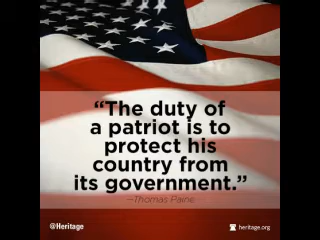 “The duty of
a patriot is to
protect his
country from
its government.”
—Thomas Paine
@Heritage
heritage.org